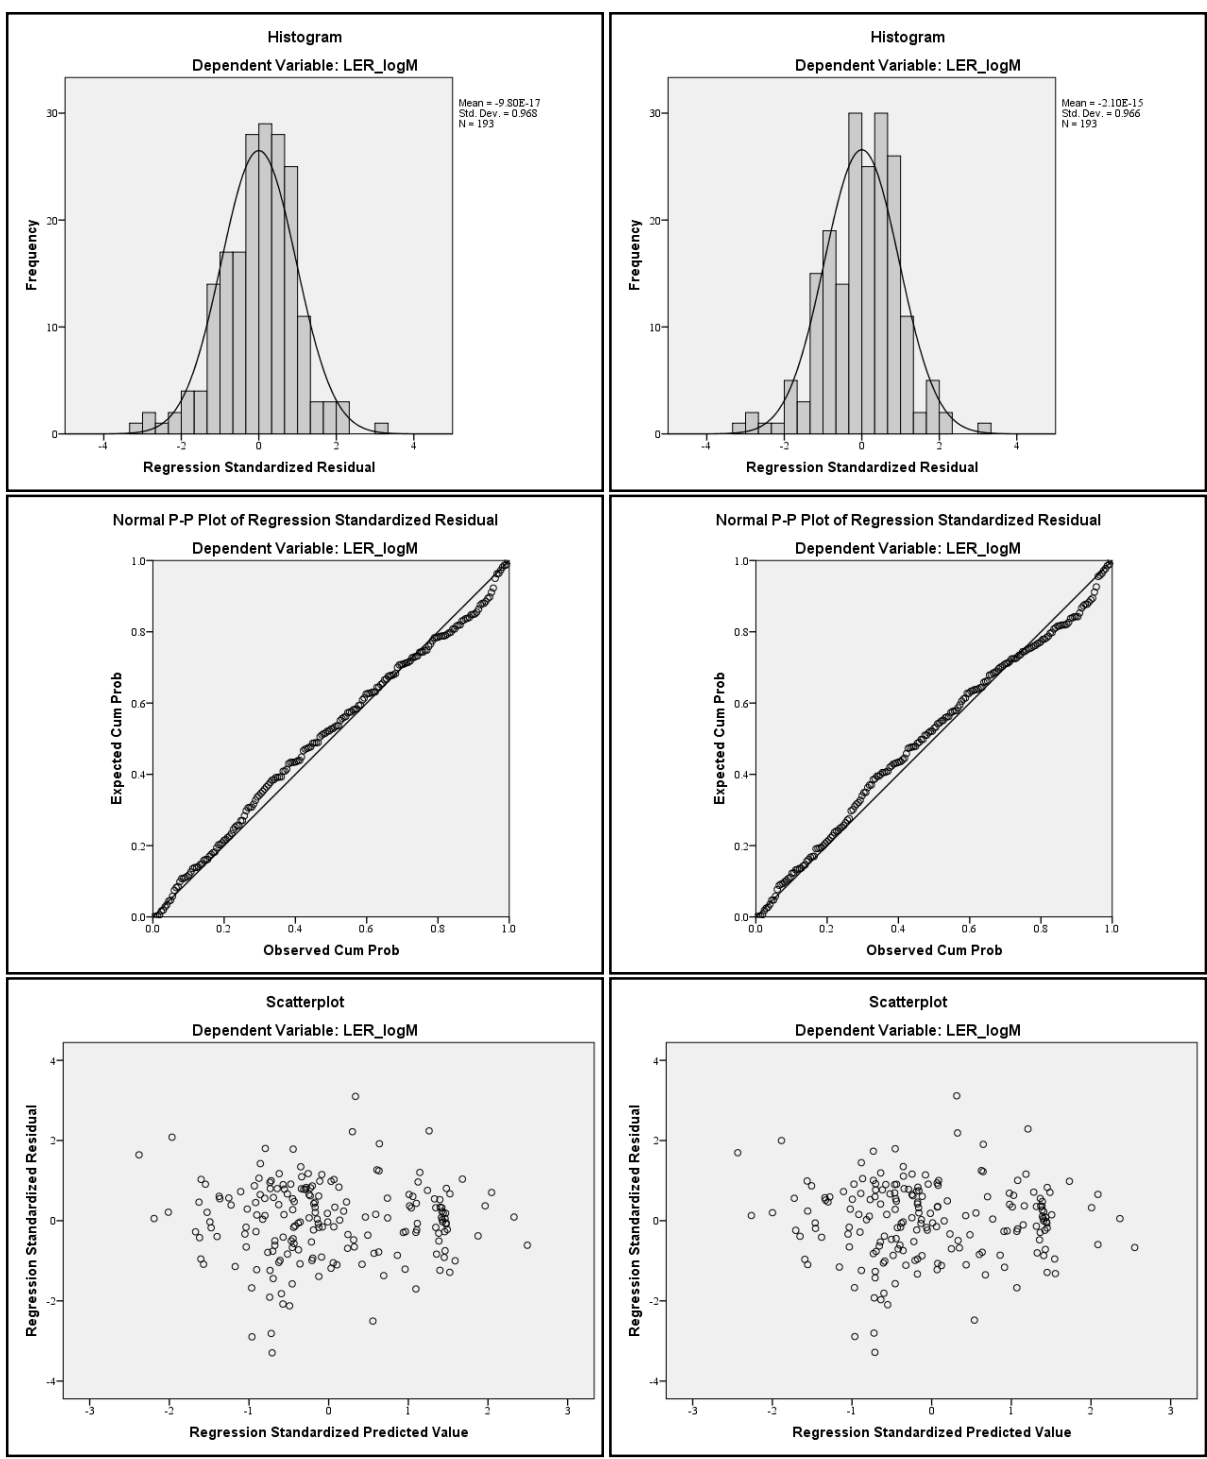 Histogram
Dependent Variable: LER_logM
Mean = -9.80E-17
Std. Dev. = 0.968
N = 193
Frequency
30
20
10
0
-4
-2
0
2
4
Regression Standardized Residual
Histogram
Dependent Variable: LER_logM
Mean = -2.10E-15
Std. Dev. = 0.966
N = 193
Frequency
30
20
10
0
-4
-2
0
2
4
Regression Standardized Residual
Normal P-P Plot of Regression Standardized Residual
Dependent Variable: LER_logM
Expected Cum Prob
1.0
0.8
0.6
0.4
0.2
0.0
0.0
0.2
0.4
0.6
0.8
1.0
Observed Cum Prob
Normal P-P Plot of Regression Standardized Residual
Dependent Variable: LER_logM
Expected Cum Prob
1.0
0.8
0.6
0.4
0.2
0.0
0.0
0.2
0.4
0.6
0.8
1.0
Observed Cum Prob
Scatterplot
Dependent Variable: LER_logM
Regression Standardized Residual
4
2
0
-2
-4
-3
-2
-1
0
1
2
3
Regression Standardized Predicted Value
Scatterplot
Dependent Variable: LER_logM
Regression Standardized Residual
4
2
0
-2
-4
-3
-2
-1
0
1
2
3
Regression Standardized Predicted Value